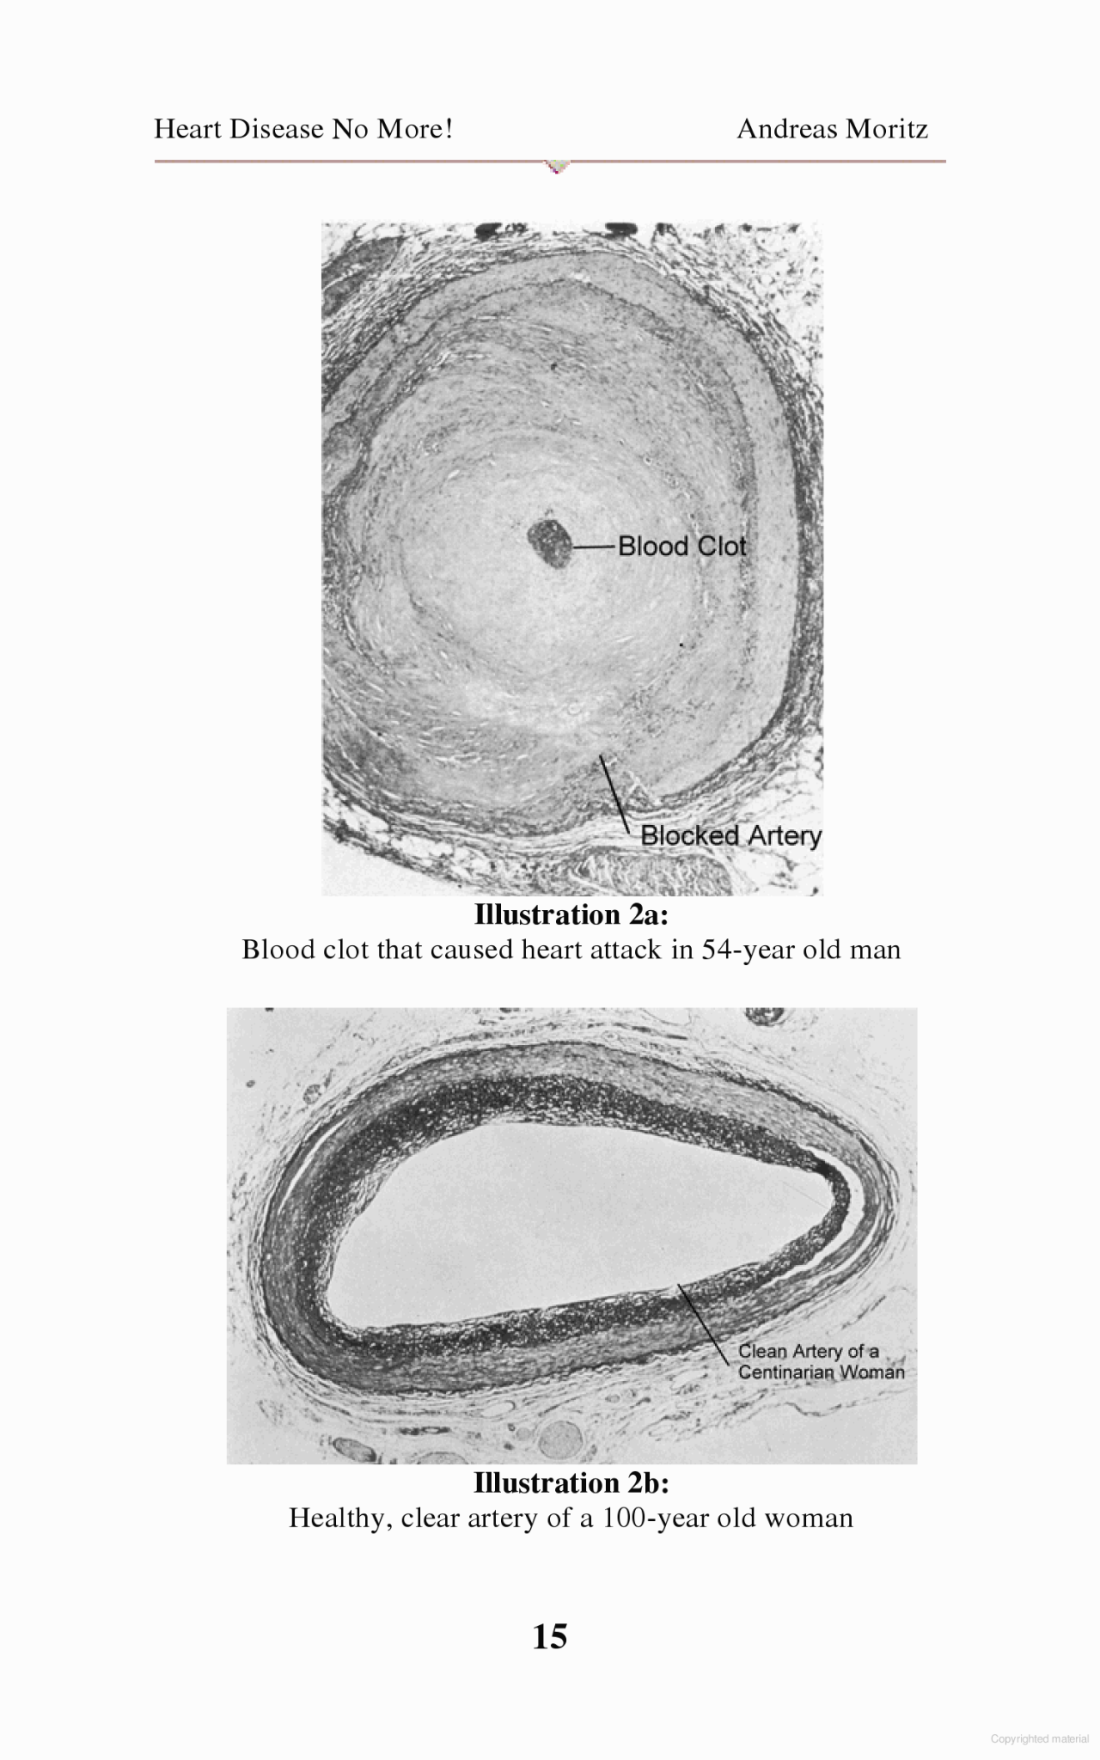 Heart Disease No More!
Andreas Moritz
Blood Clot
Blocked Artery
Illustration 2a:
Blood clot that caused heart attack in 54-year old man
Clean Artery of a
Centinarian Woman
Illustration 2b:
Healthy, clear artery of a 100-year old woman
15
Copyrighted material